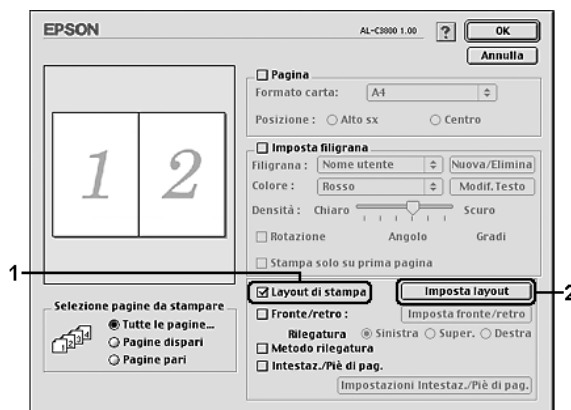 EPSON
AL-C3800 1.00
?
OK
Annulla
1 2
Pagina
Formato carta: A4
Posizione : Alto sx Centro
Imposta filigrana
Filigrana : Nome utente Nuova/Elimina
Colore : Rosso Modif. Testo
Densità : Chiaro Scuro
Rotazione Angolo Gradi
Stampa solo su prima pagina
1
Layout di stampa Imposta layout
2
Fronte/retro : Imposta fronte/retro
Rilegatura Sinistra Super. Destra
Metodo rilegatura
Intestaz./Piè di pag.
Impostazioni Intestaz./Piè di pag.
Selezione pagine da stampare
1 2 3 4
Tutte le pagine...
Pagine dispari
Pagine pari